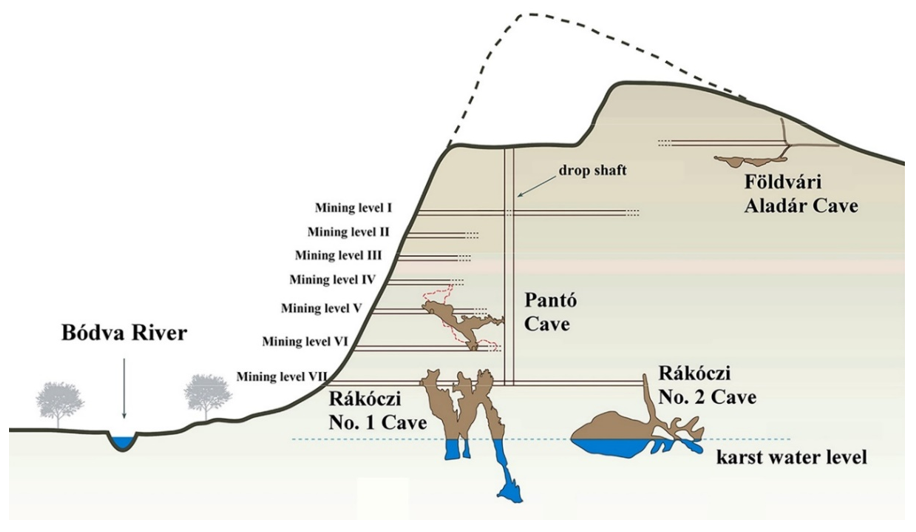 drop shaft
Földvári
Aladár Cave
Mining level I
Mining level II
Mining level III
Mining level IV
Mining level V
Pantó
Cave
Bódva River
Mining level VI
Mining level VII
Rákóczi
No. 1 Cave
Rákóczi
No. 2 Cave
karst water level